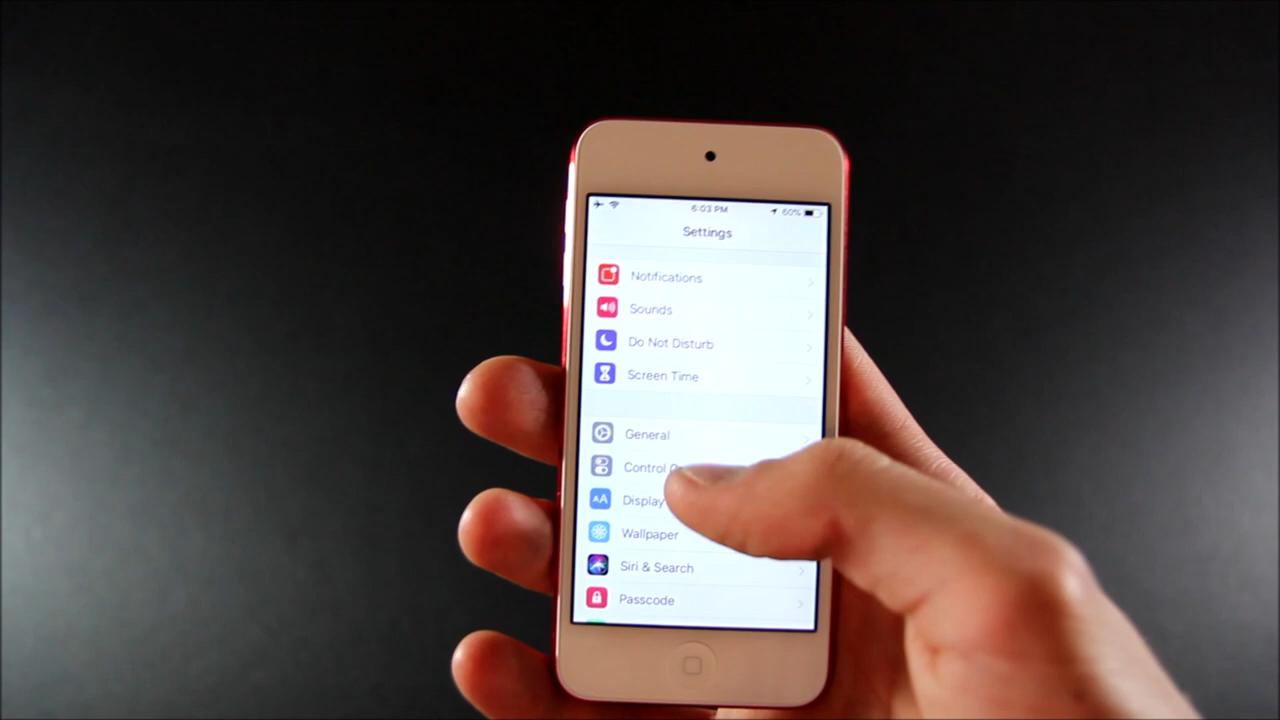 6:03 PM 60%
Settings
Notifications
Sounds
Do Not Disturb
Screen Time
General
Control
Display
AA
Wallpaper
Siri & Search
Passcode